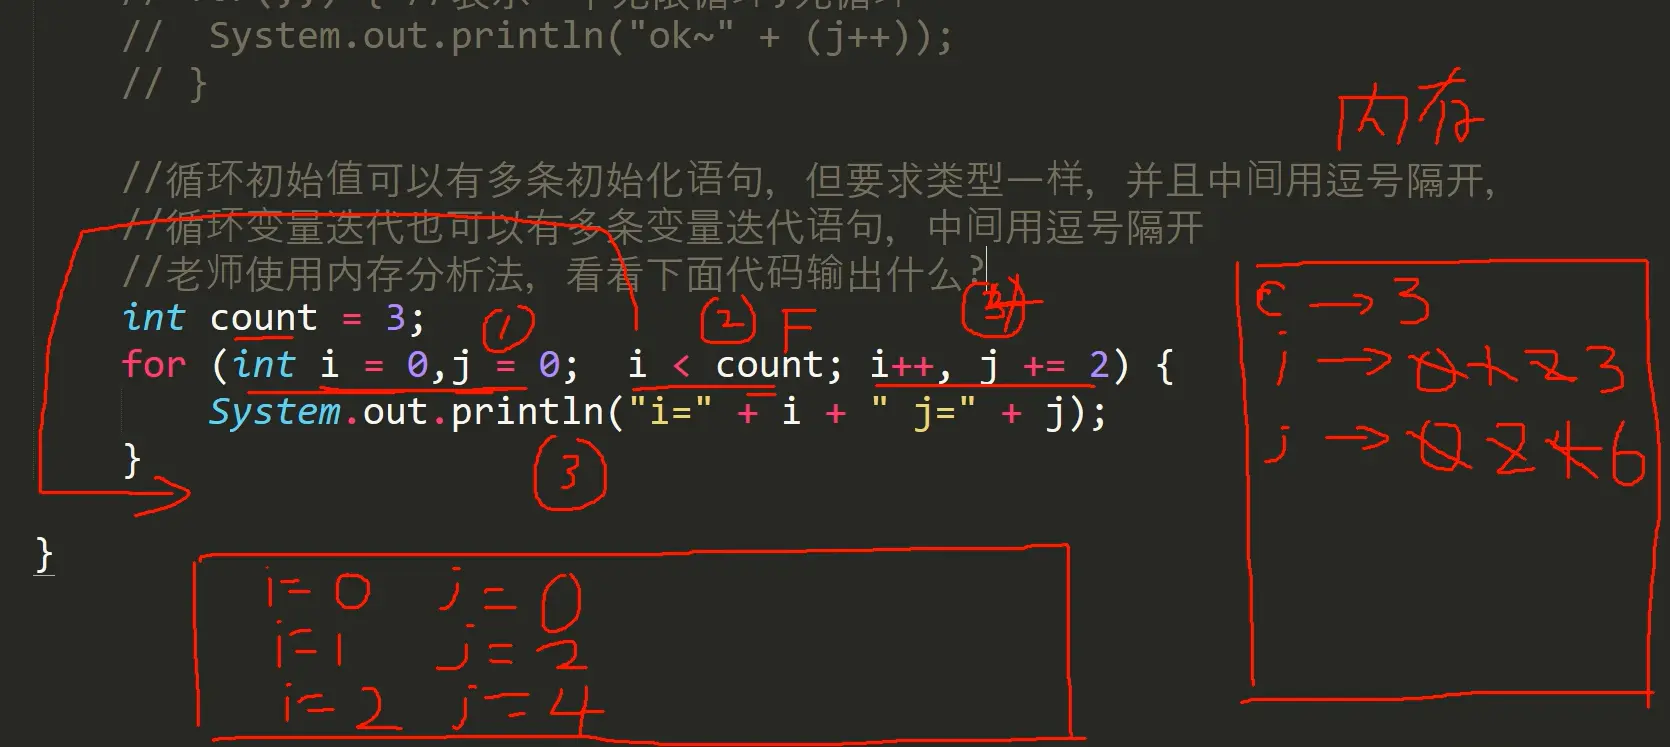 System.out.println("ok~" + (j++));
// }
内存
//循环初始值可以有多条初始化语句，但要求类型一样，并且中间用逗号隔开，
//循环变量迭代也可以有多条变量迭代语句，中间用逗号隔开
//老师使用内存分析法，看看下面代码输出什么?
int count = 3;
① ② F
for (int i = 0,j = 0; i < count; i++, j += 2) {
System.out.println("i=" + i + " j=" + j);
}
③
}
c → 3
i → 0 1 2 3
j → 0 2 4 6
i=0 j=0
i=1 j=2
i=2 j=4